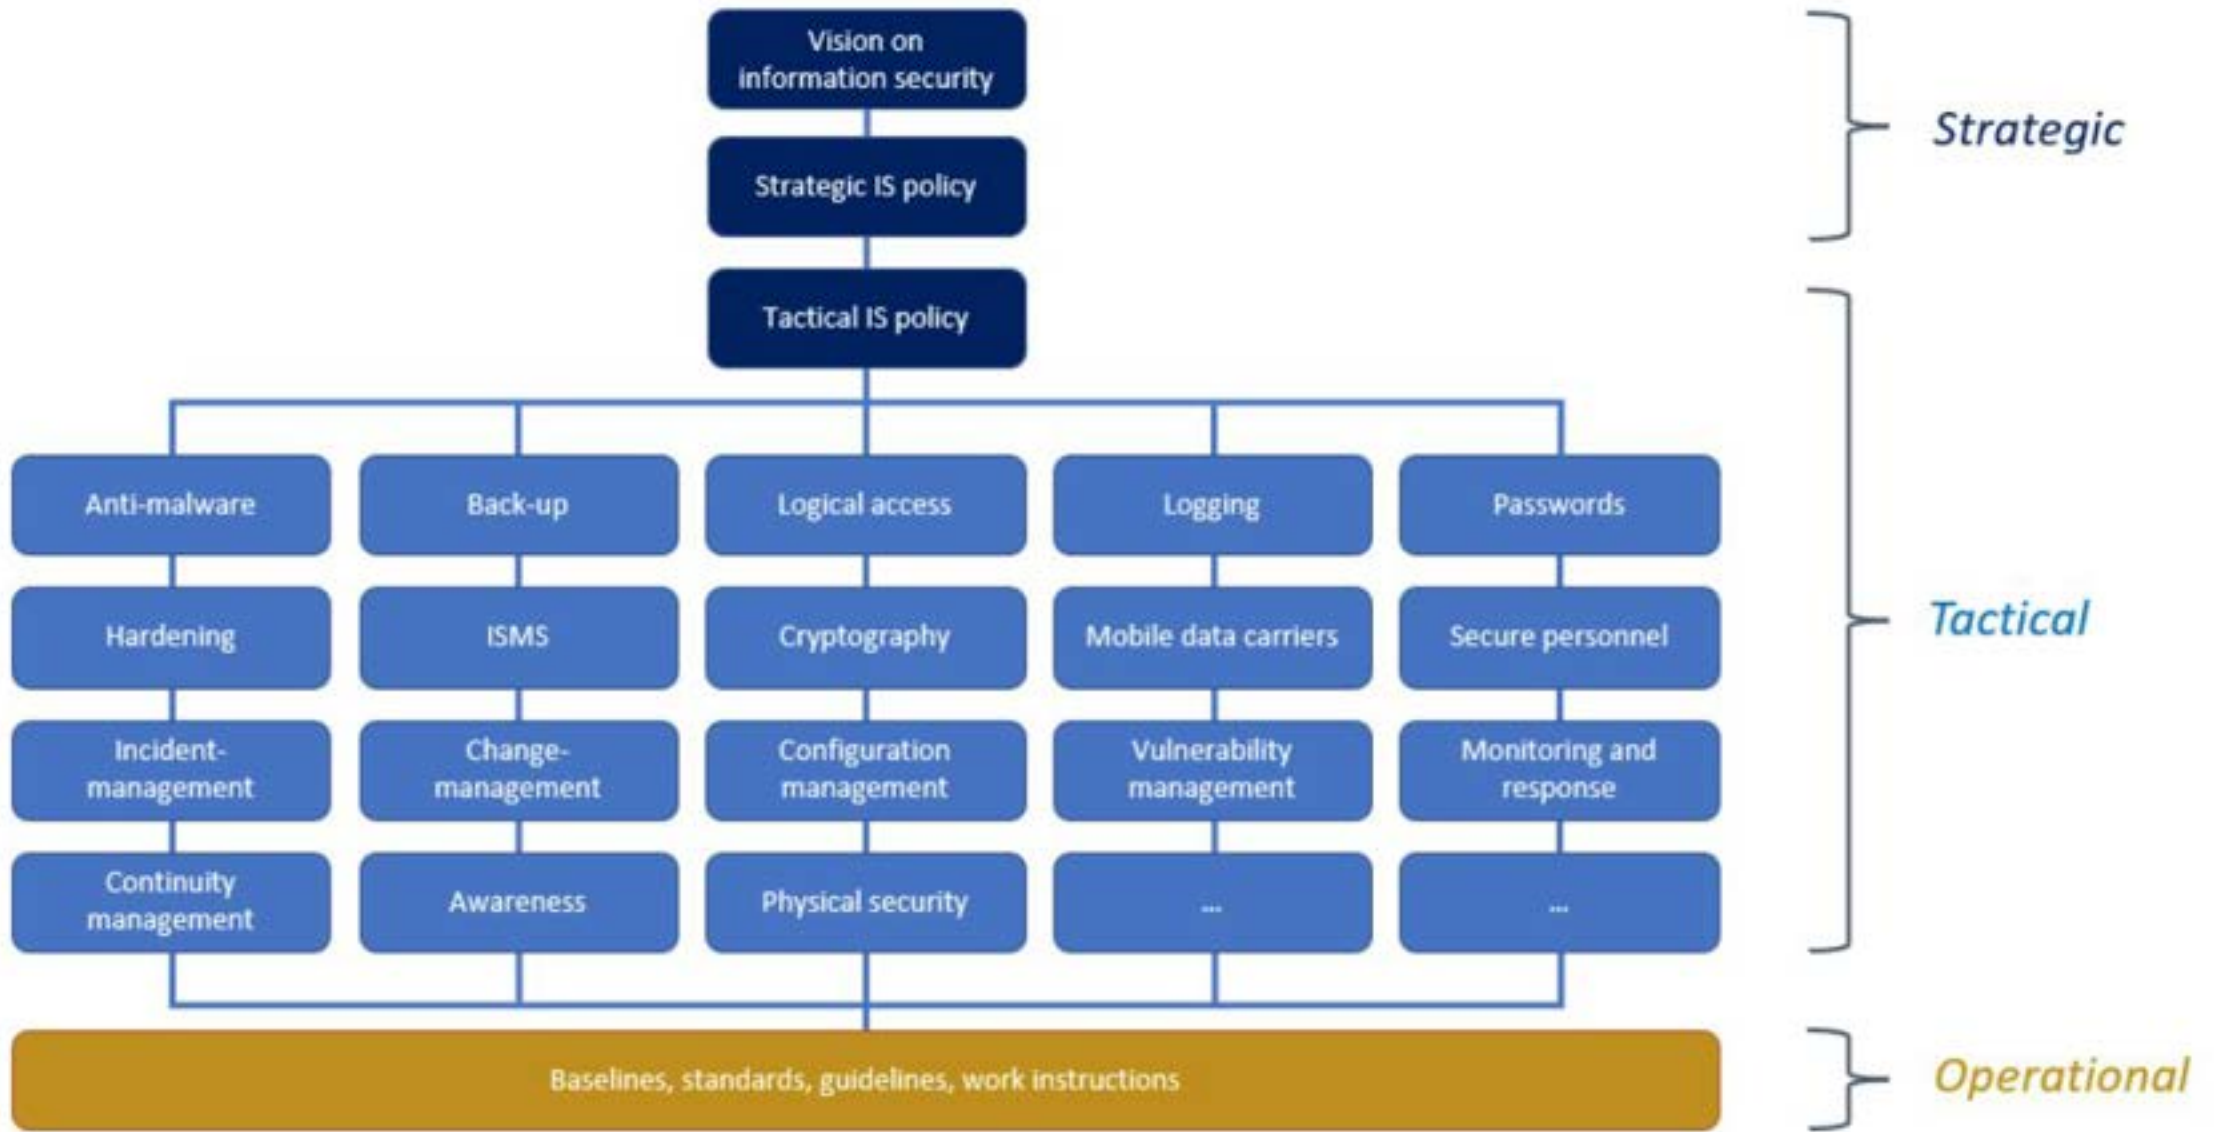 Vision on
information security
Strategic
Strategic IS policy
Tactical IS policy
Anti-malware
Back-up
Logical access
Logging
Passwords
Hardening
ISMS
Cryptography
Mobile data carriers
Secure personnel
Tactical
Incident-
management
Change-
management
Configuration
management
Vulnerability
management
Monitoring and
response
Continuity
management
Awareness
Physical security
...
...
Baselines, standards, guidelines, work instructions
Operational